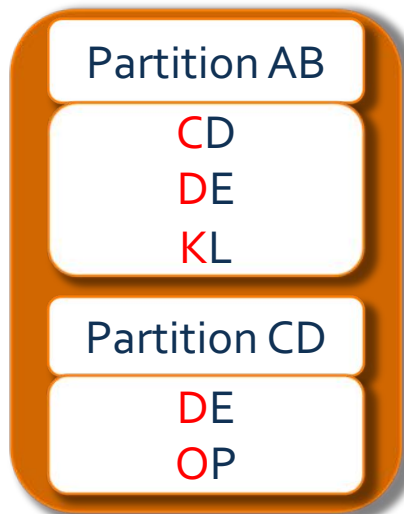 Partition AB
CD
DE
KL
Partition CD
DE
OP